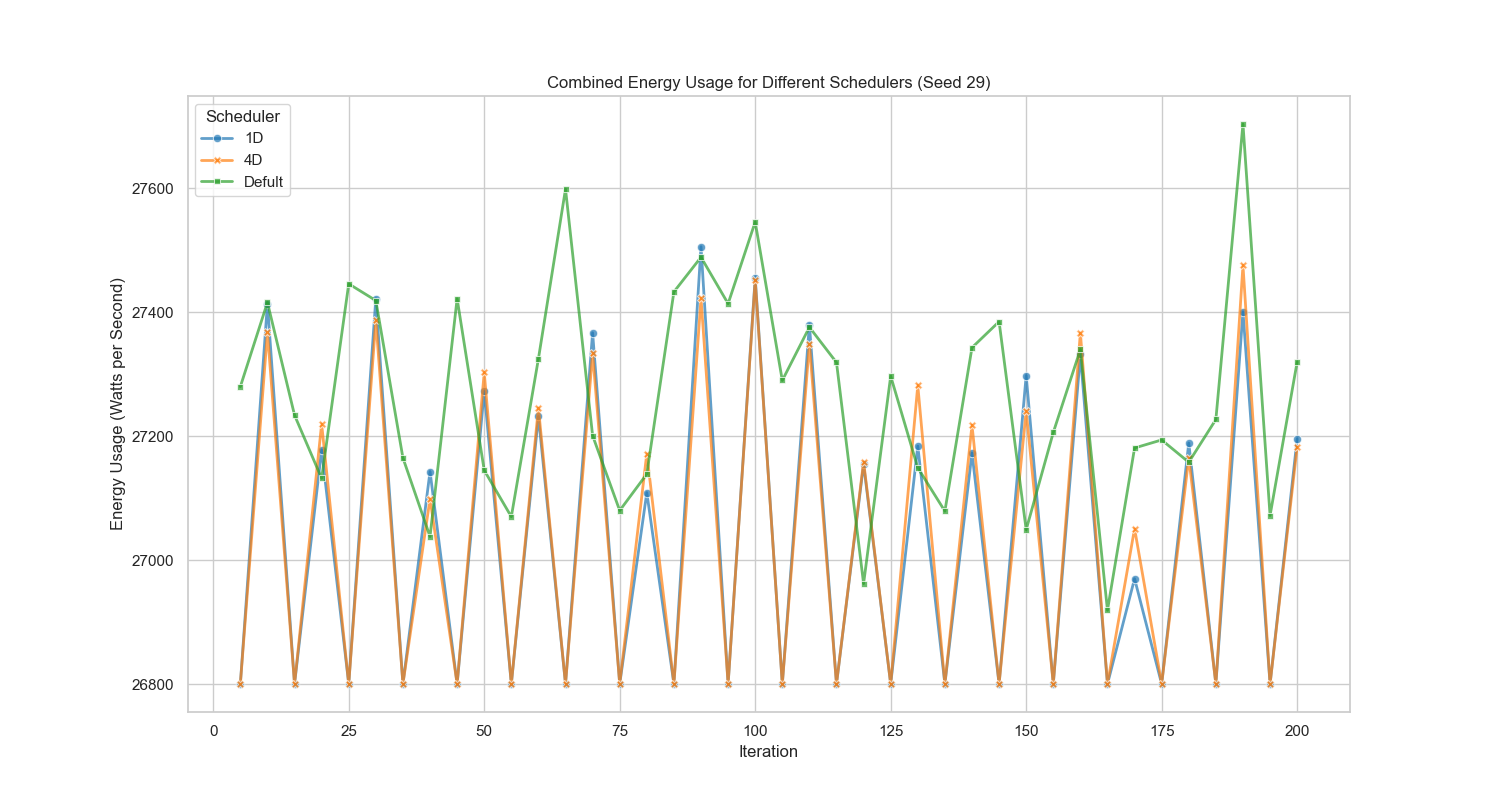 Combined Energy Usage for Different Schedulers (Seed 29)
Scheduler
1D
4D
Defult
Energy Usage (Watts per Second)
27600
27400
27200
27000
26800
0 25 50 75 100 125 150 175 200
Iteration